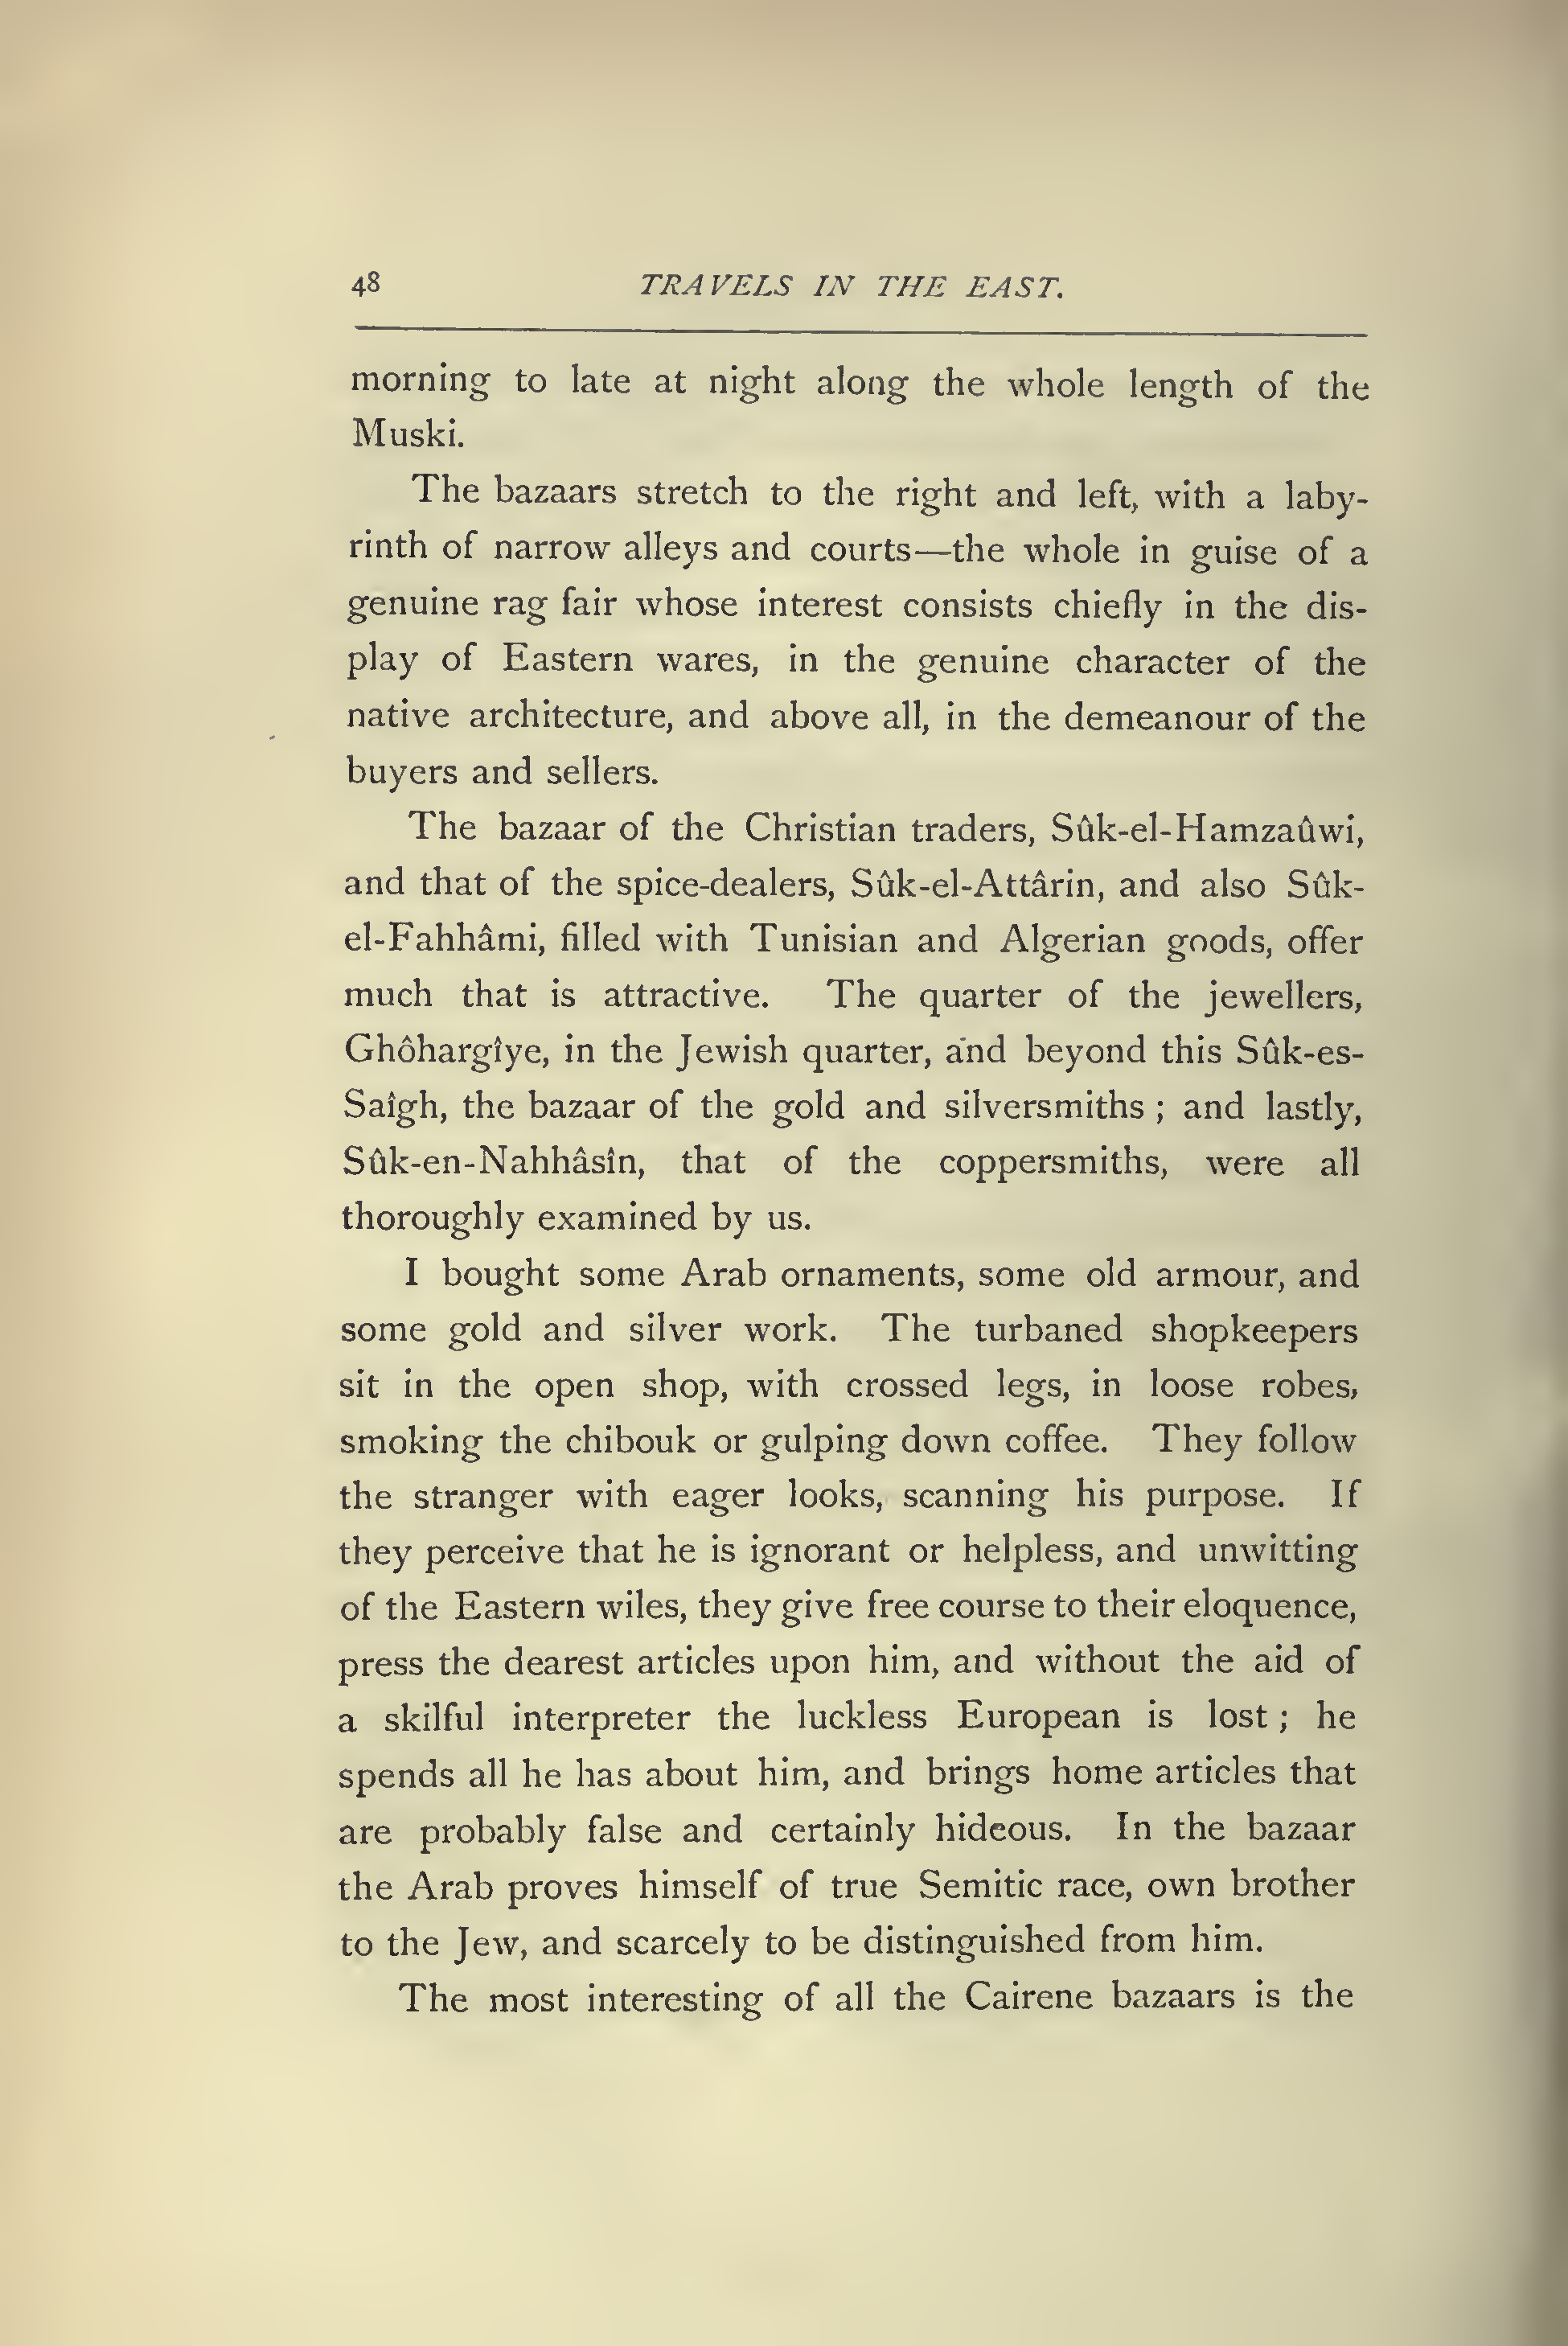 48 TRAVELS IN THE EAST.
morning to late at night along the whole length of the
Muski.
The bazaars stretch to the right and left, with a laby-
rinth of narrow alleys and courts—the whole in guise of a
genuine rag fair whose interest consists chiefly in the dis-
play of Eastern wares, in the genuine character of the
native architecture, and above all, in the demeanour of the
buyers and sellers.
The bazaar of the Christian traders, Sûk-el-Hamzaûwi,
and that of the spice-dealers, Sûk-el-Attârin, and also Sûk-
el-Fahhâmi, filled with Tunisian and Algerian goods, offer
much that is attractive. The quarter of the jewellers,
Ghôhargîye, in the Jewish quarter, and beyond this Sûk-es-
Saîgh, the bazaar of the gold and silversmiths ; and lastly,
Sûk-en-Nahhâsîn, that of the coppersmiths, were all
thoroughly examined by us.
I bought some Arab ornaments, some old armour, and
some gold and silver work. The turbaned shopkeepers
sit in the open shop, with crossed legs, in loose robes,
smoking the chibouk or gulping down coffee. They follow
the stranger with eager looks, scanning his purpose. If
they perceive that he is ignorant or helpless, and unwitting
of the Eastern wiles, they give free course to their eloquence,
press the dearest articles upon him, and without the aid of
a skilful interpreter the luckless European is lost ; he
spends all he has about him, and brings home articles that
are probably false and certainly hideous. In the bazaar
the Arab proves himself of true Semitic race, own brother
to the Jew, and scarcely to be distinguished from him.
The most interesting of all the Cairene bazaars is the